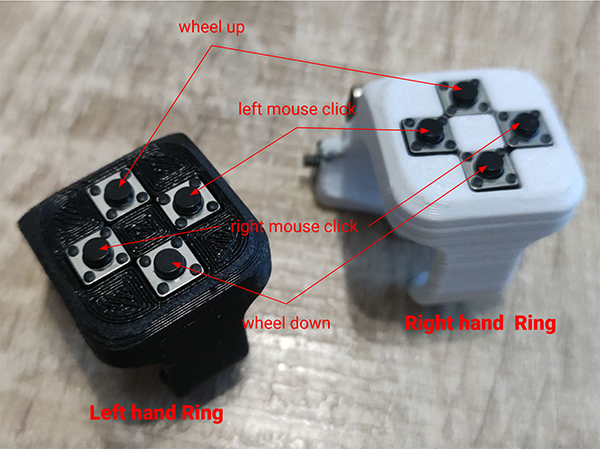 wheel up
left mouse click
right mouse click
wheel down
Right hand Ring
Left hand Ring